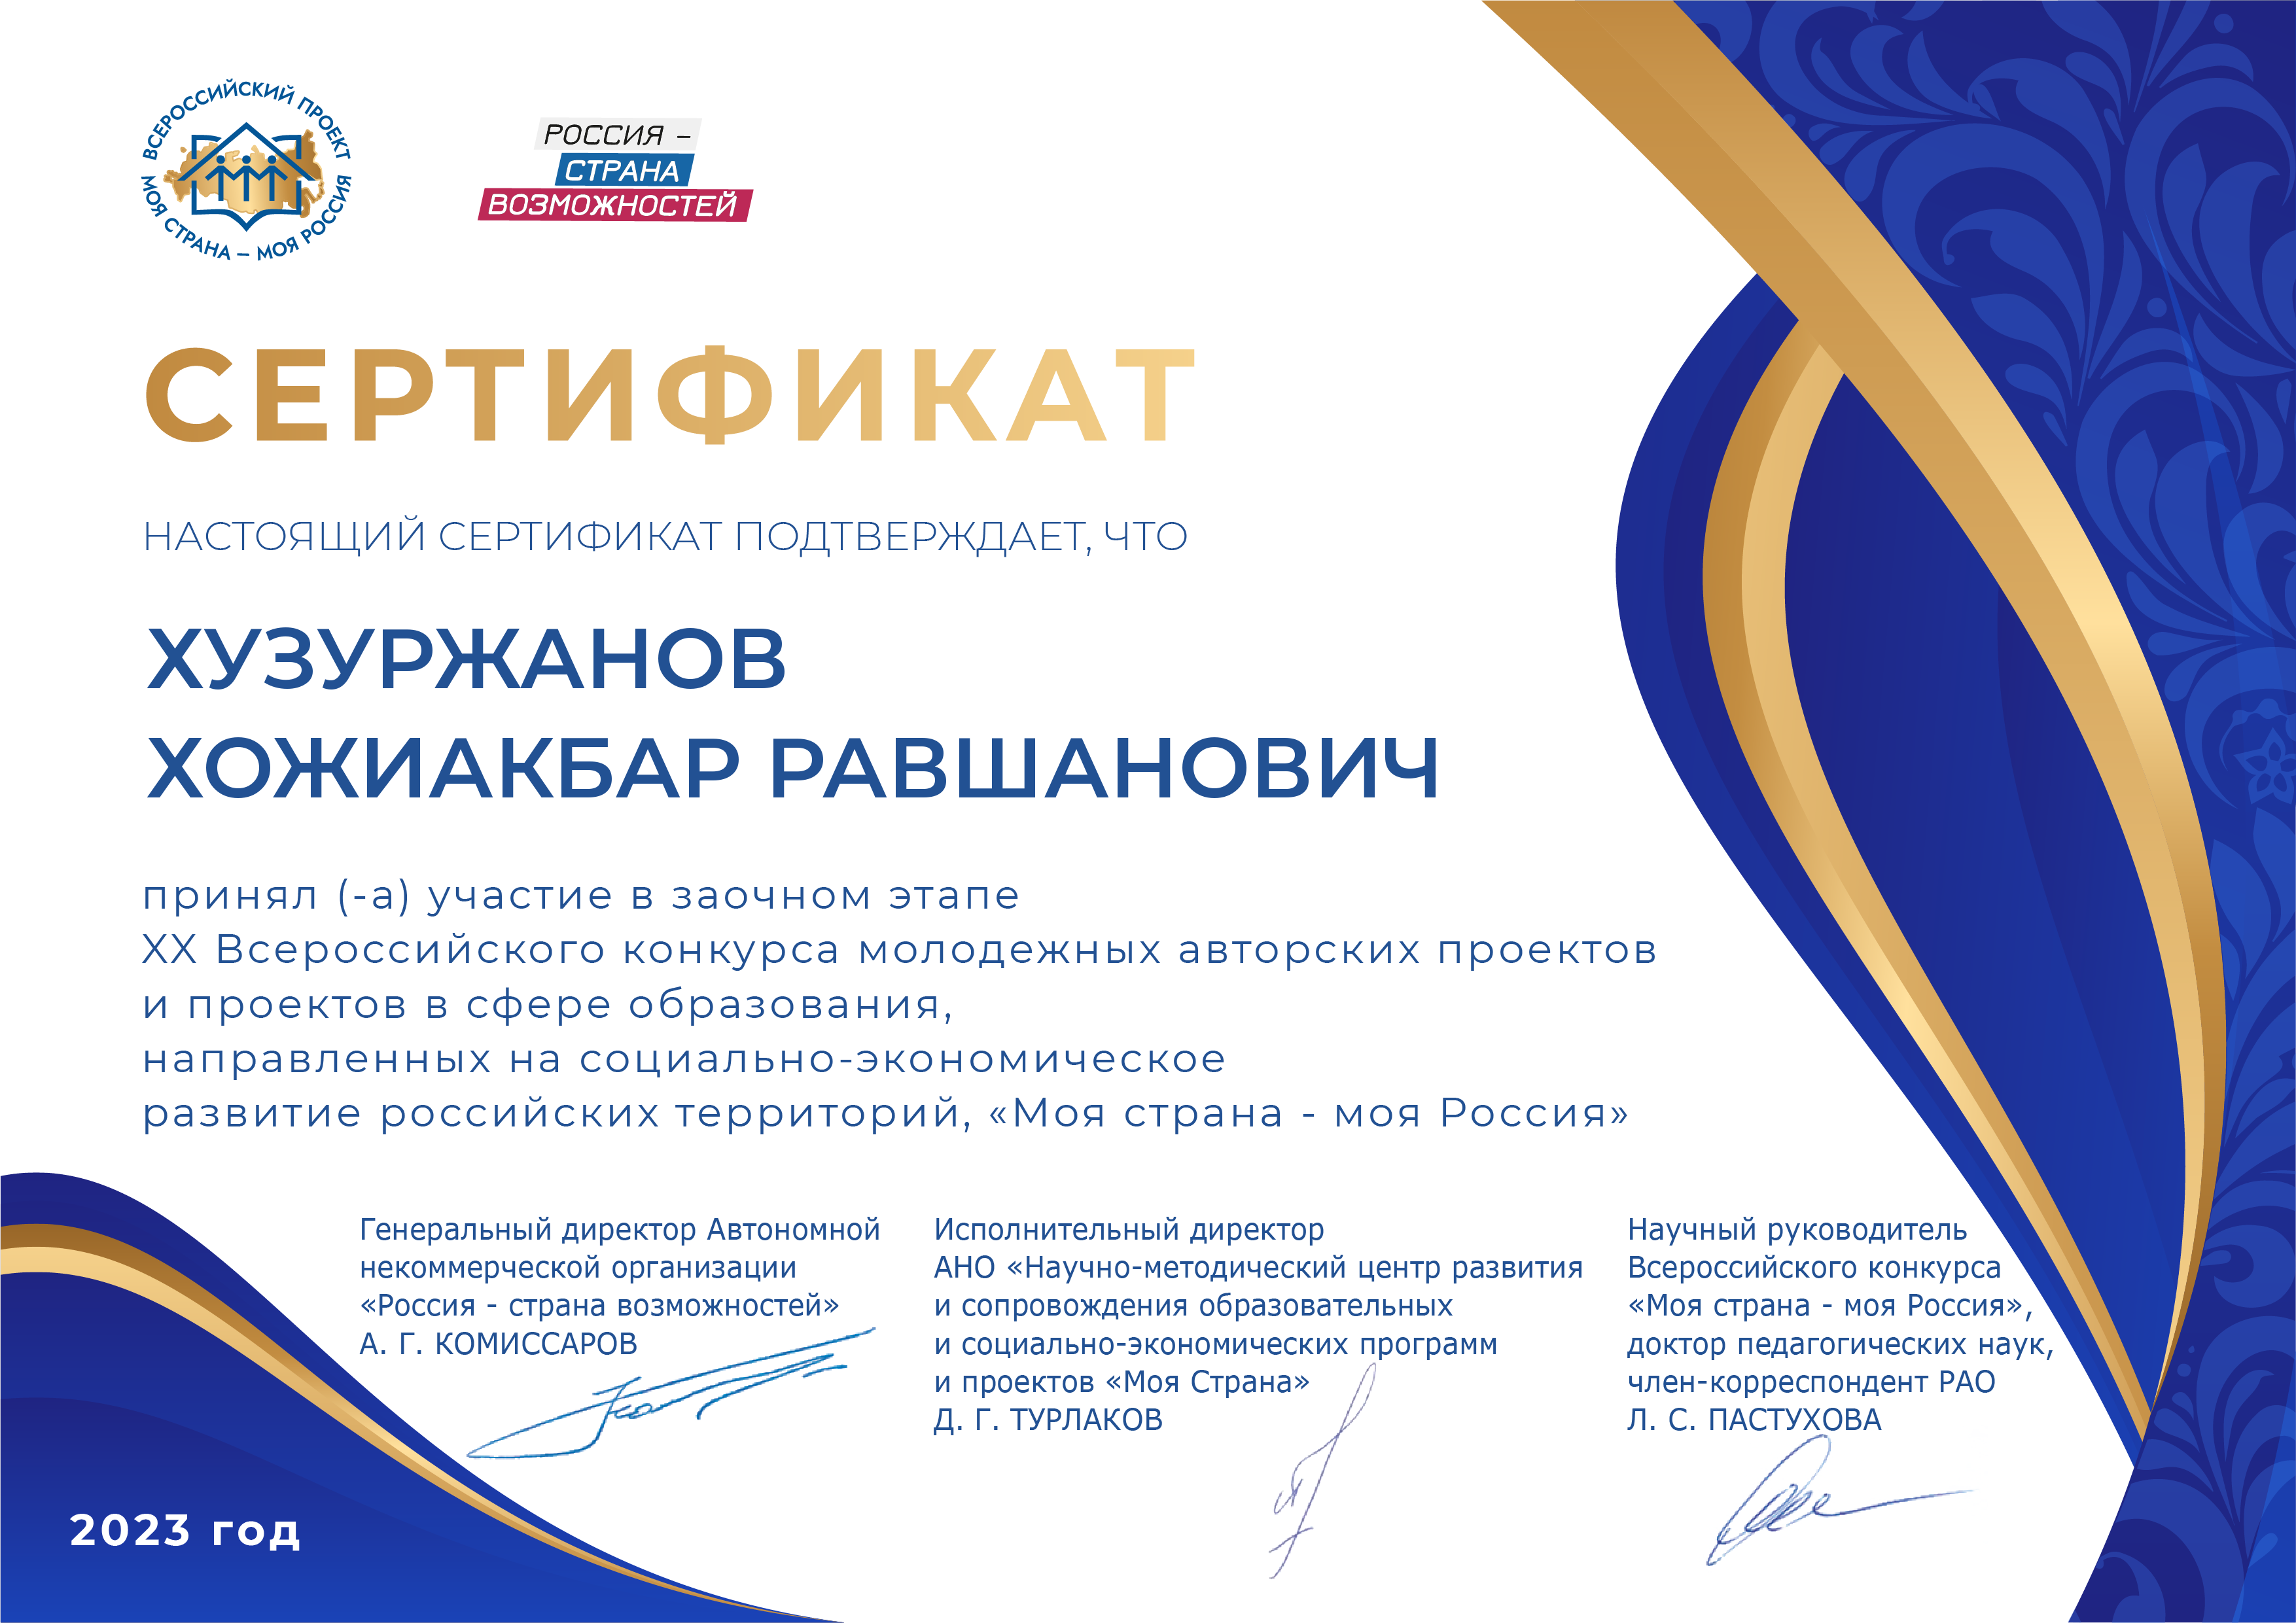 ВСЕРОССИЙСКИЙ ПРОЕКТ
МОЯ СТРАНА – МОЯ РОССИЯ
РОССИЯ –
СТРАНА
ВОЗМОЖНОСТЕЙ
СЕРТИФИКАТ
НАСТОЯЩИЙ СЕРТИФИКАТ ПОДТВЕРЖДАЕТ, ЧТО
ХУЗУРЖАНОВ
ХОЖИАКБАР РАВШАНОВИЧ
принял (-а) участие в заочном этапе
XX Всероссийского конкурса молодежных авторских проектов
и проектов в сфере образования,
направленных на социально-экономическое
развитие российских территорий, «Моя страна - моя Россия»
Генеральный директор Автономной
некоммерческой организации
«Россия - страна возможностей»
А. Г. КОМИССАРОВ
Исполнительный директор
АНО «Научно-методический центр развития
и сопровождения образовательных
и социально-экономических программ
и проектов «Моя Страна»
Д. Г. ТУРЛАКОВ
Научный руководитель
Всероссийского конкурса
«Моя страна - моя Россия»,
доктор педагогических наук,
член-корреспондент РАО
Л. С. ПАСТУХОВА
2023 год